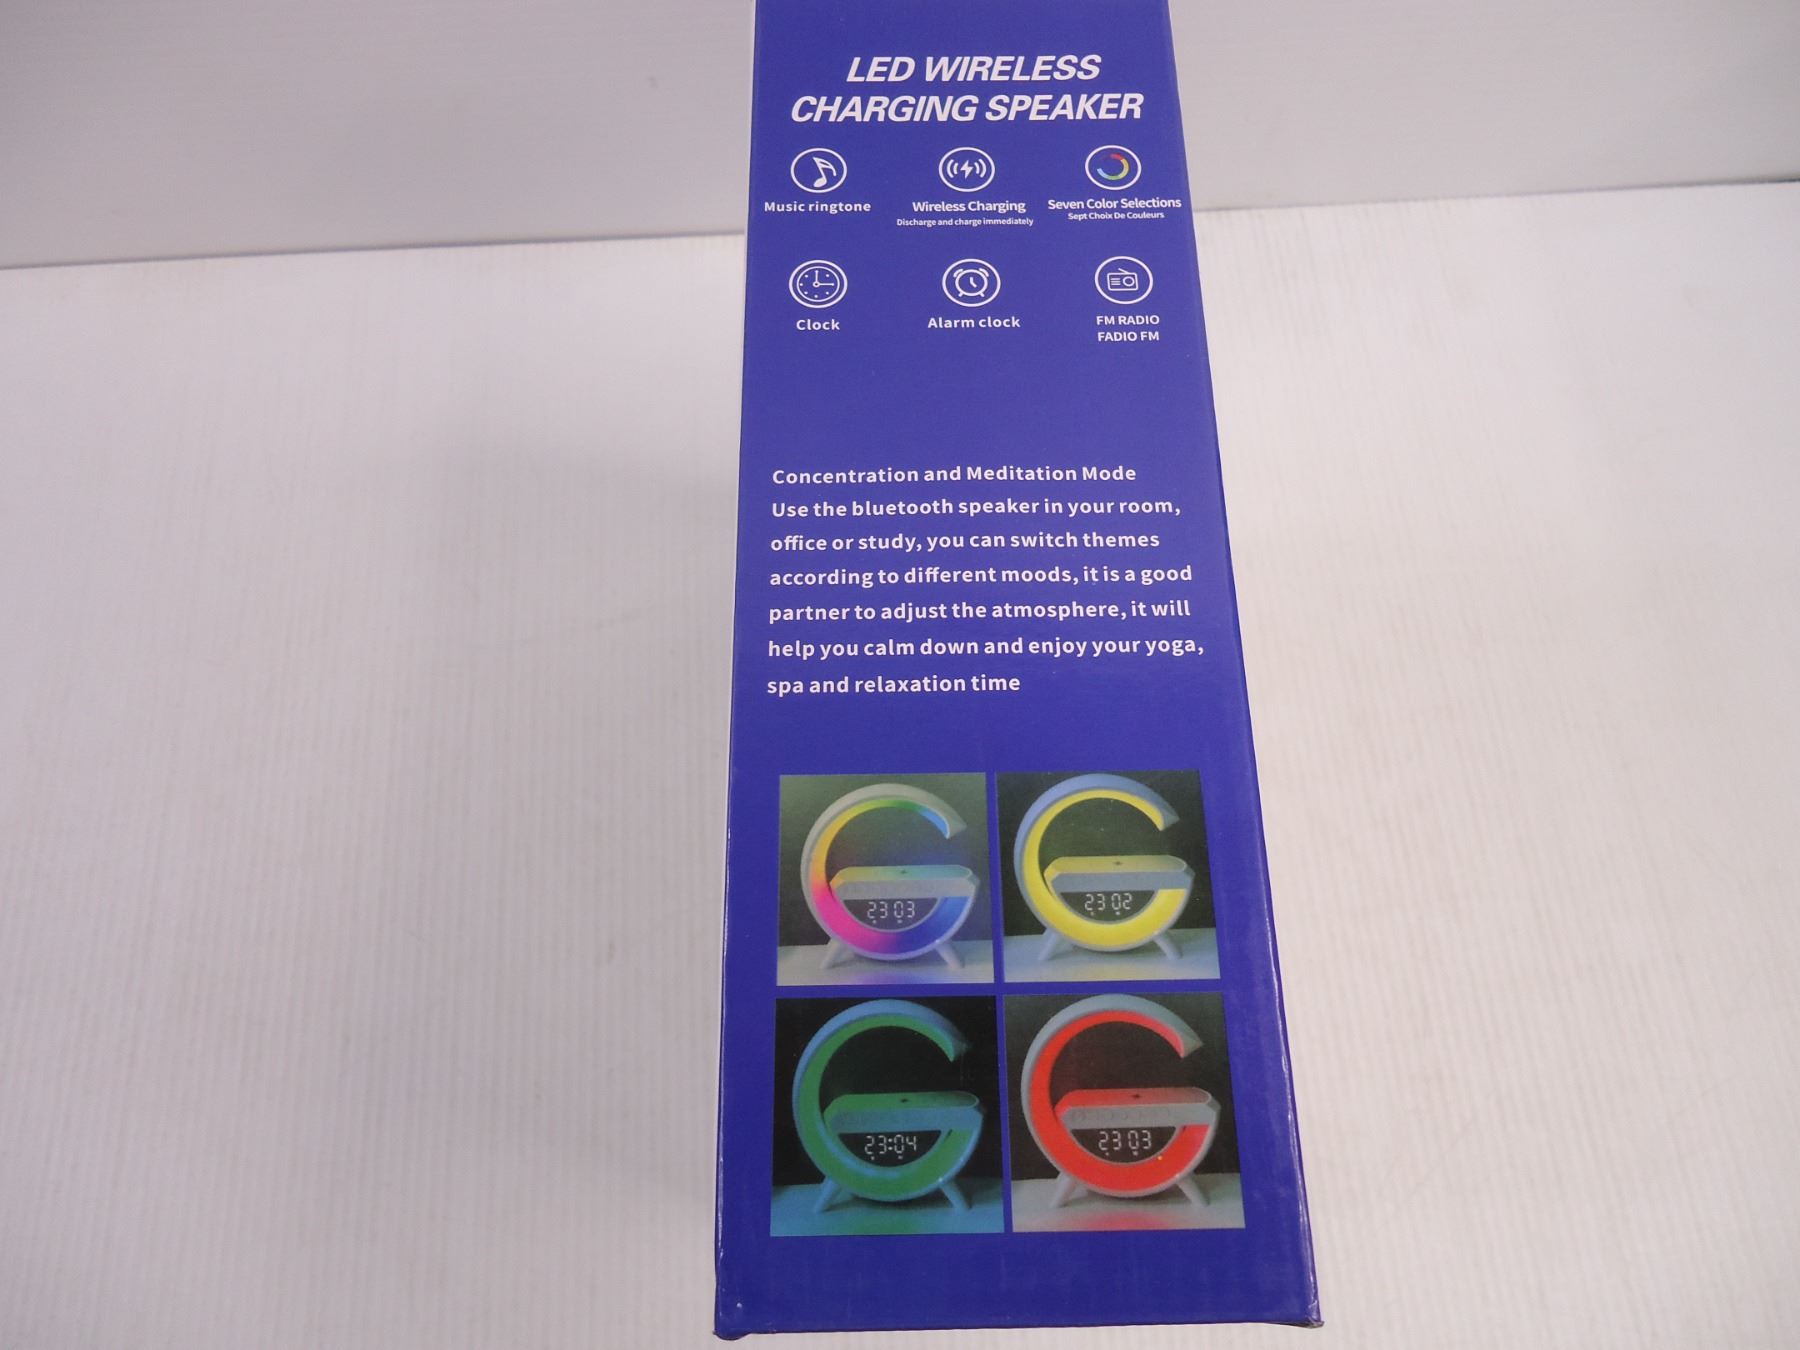 LED WIRELESS
CHARGING SPEAKER
Music ringtone
Wireless Charging
Discharge and charge immediately
Seven Color Selections
Sept Choix De Couleurs
Clock
Alarm clock
FM RADIO
FADIO FM
Concentration and Meditation Mode
Use the bluetooth speaker in your room,
office or study, you can switch themes
according to different moods, it is a good
partner to adjust the atmosphere, it will
help you calm down and enjoy your yoga,
spa and relaxation time
23 03
23 02
23:04
23 03